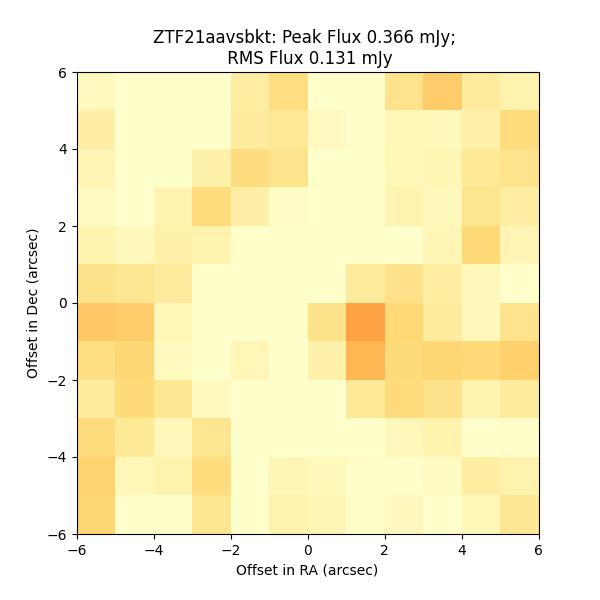 ZTF21aavsbkt: Peak Flux 0.366 mJy;
RMS Flux 0.131 mJy
6
4
2
0
−2
−4
−6
Offset in Dec (arcsec)
−6 −4 −2 0 2 4 6
Offset in RA (arcsec)